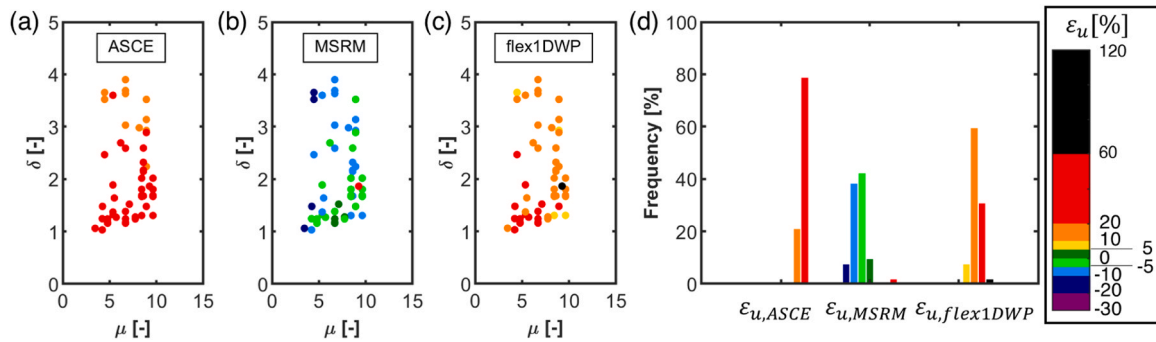 (a)
ASCE
5
4
3
2
1
0
δ [-]
0 5 10 15
μ [-]
(b)
MSRM
5
4
3
2
1
0
δ [-]
0 5 10 15
μ [-]
(c)
flex1DWP
5
4
3
2
1
0
δ [-]
0 5 10 15
μ [-]
(d)
100
80
60
40
20
0
Frequency [%]
εu,ASCE εu,MSRM εu,flex1DWP
εu [%]
120
60
20
10
5
0
-5
-10
-20
-30